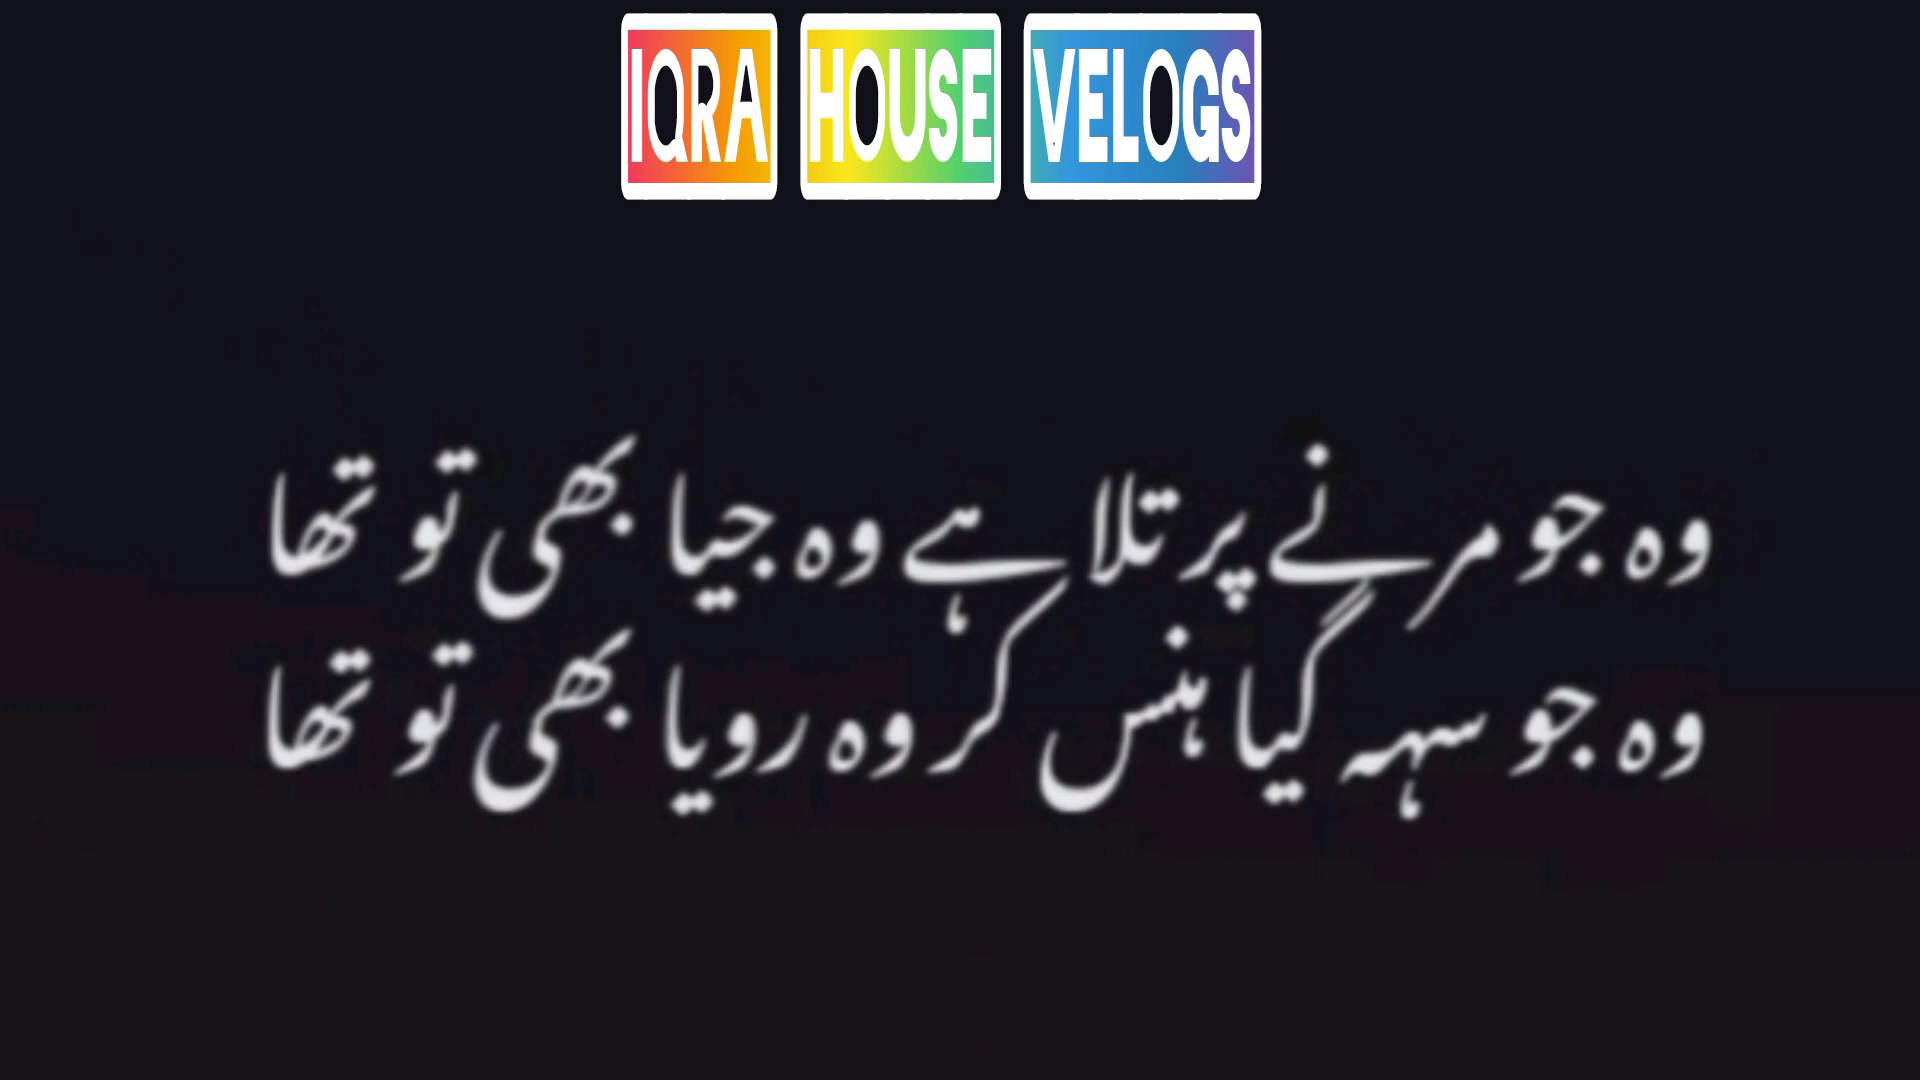 IQRA HOUSE VELOGS
وہ جو مرنے پر تلا ہے وہ جیا بھی تو تھا
وہ جو سہہ گیا ہنس کر وہ رویا بھی تو تھا